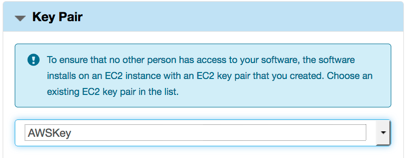 Key Pair
To ensure that no other person has access to your software, the software
installs on an EC2 instance with an EC2 key pair that you created. Choose an
existing EC2 key pair in the list.
AWSKey